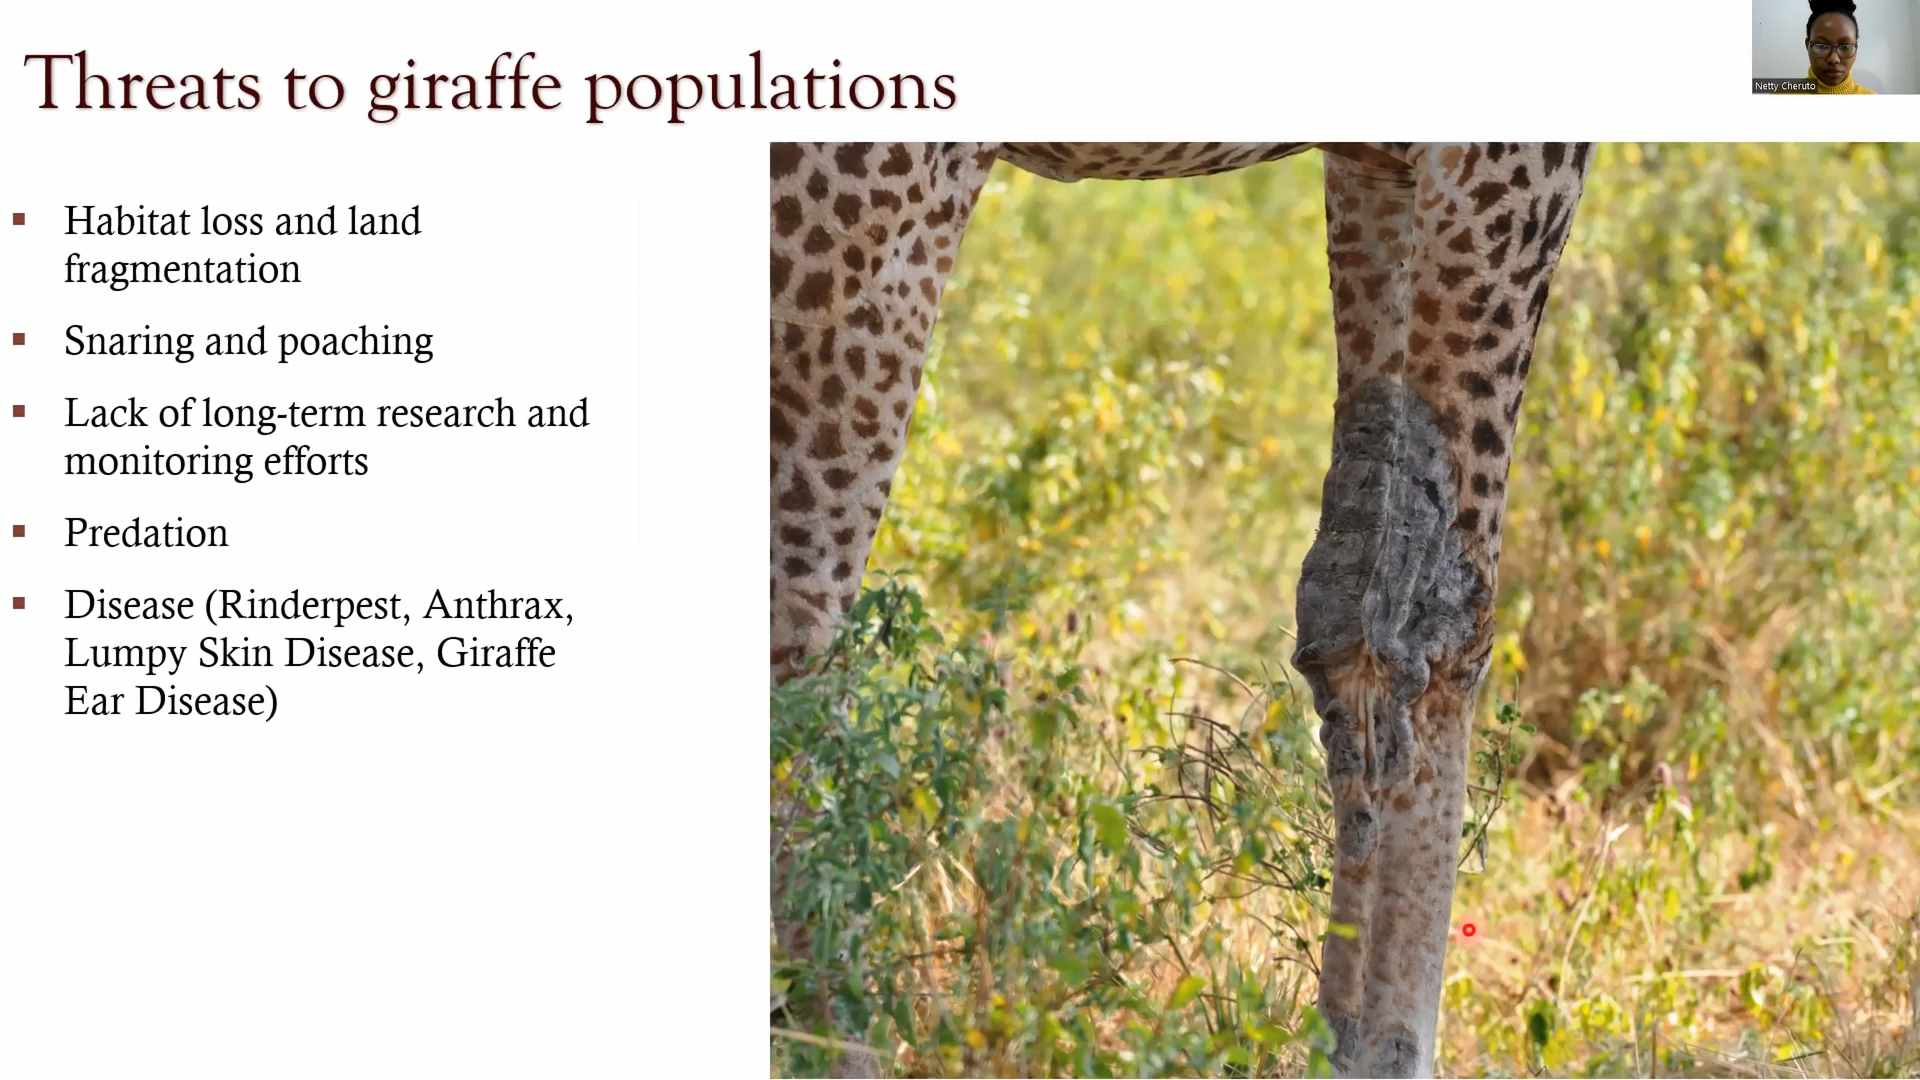 Threats to giraffe populations
Netty Cheruto
Habitat loss and land
fragmentation
Snaring and poaching
Lack of long-term research and
monitoring efforts
Predation
Disease (Rinderpest, Anthrax,
Lumpy Skin Disease, Giraffe
Ear Disease)